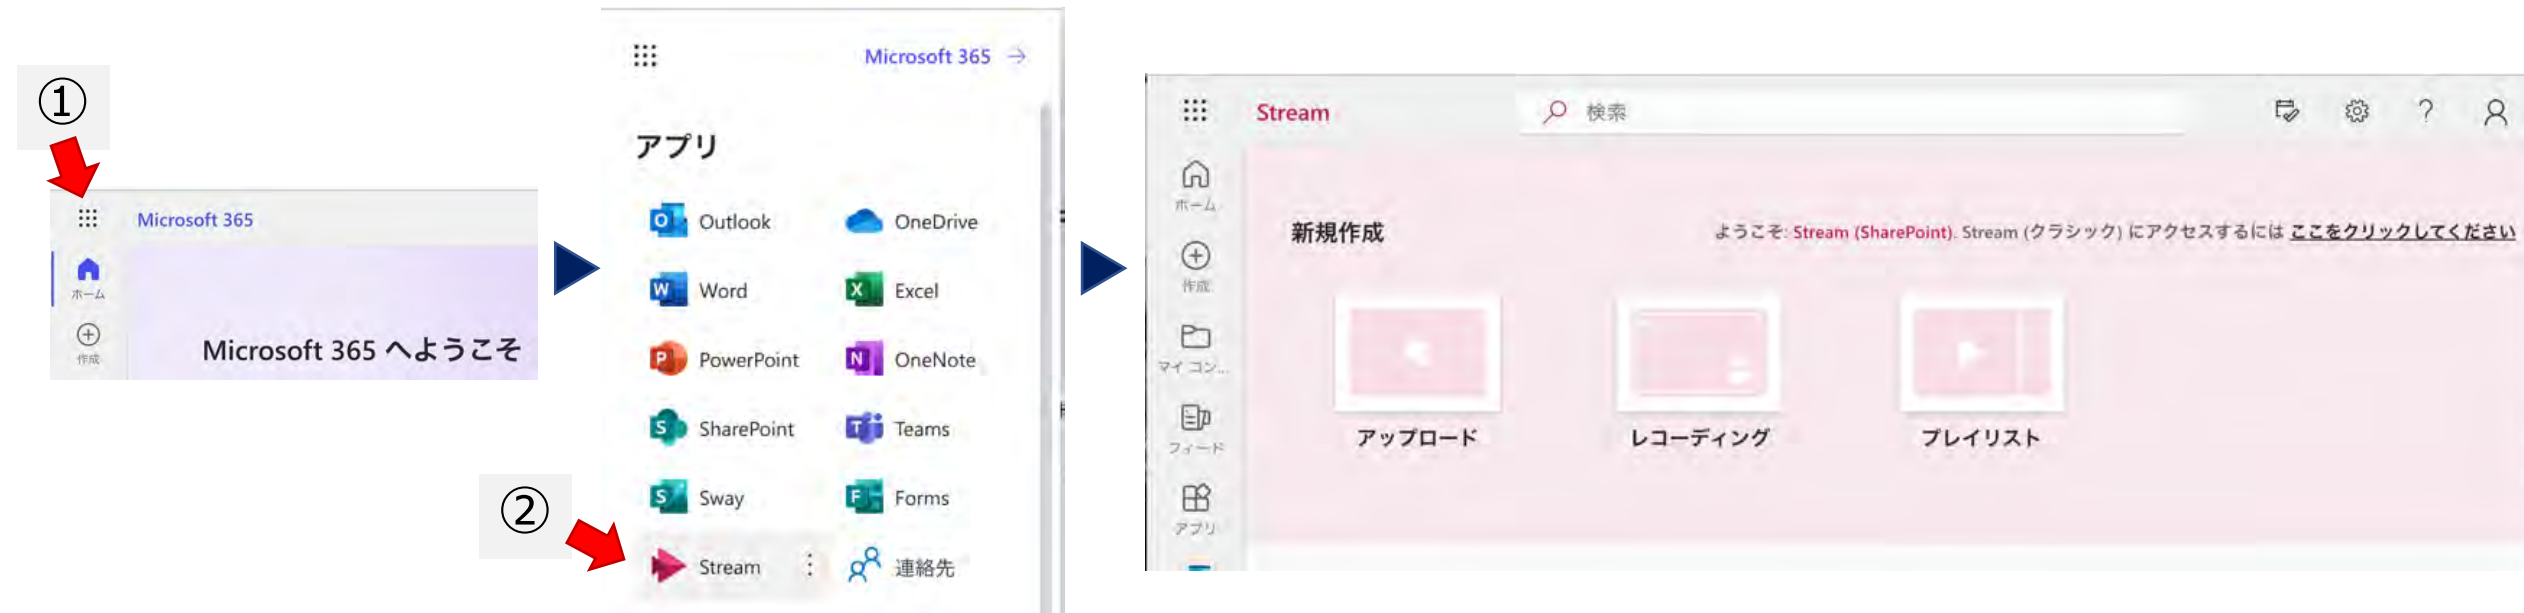 ①
Microsoft 365
ホーム
作成
Microsoft 365 へようこそ
②
Microsoft 365 →
アプリ
Outlook
OneDrive
Word
Excel
PowerPoint
OneNote
SharePoint
Teams
Sway
Forms
Stream
連絡先
Stream
検索
?
ホーム
作成
マイ コン...
フィード
アプリ
新規作成
ようこそ: Stream (SharePoint). Stream (クラシック) にアクセスするには ここをクリックしてください
アップロード
レコーディング
プレイリスト